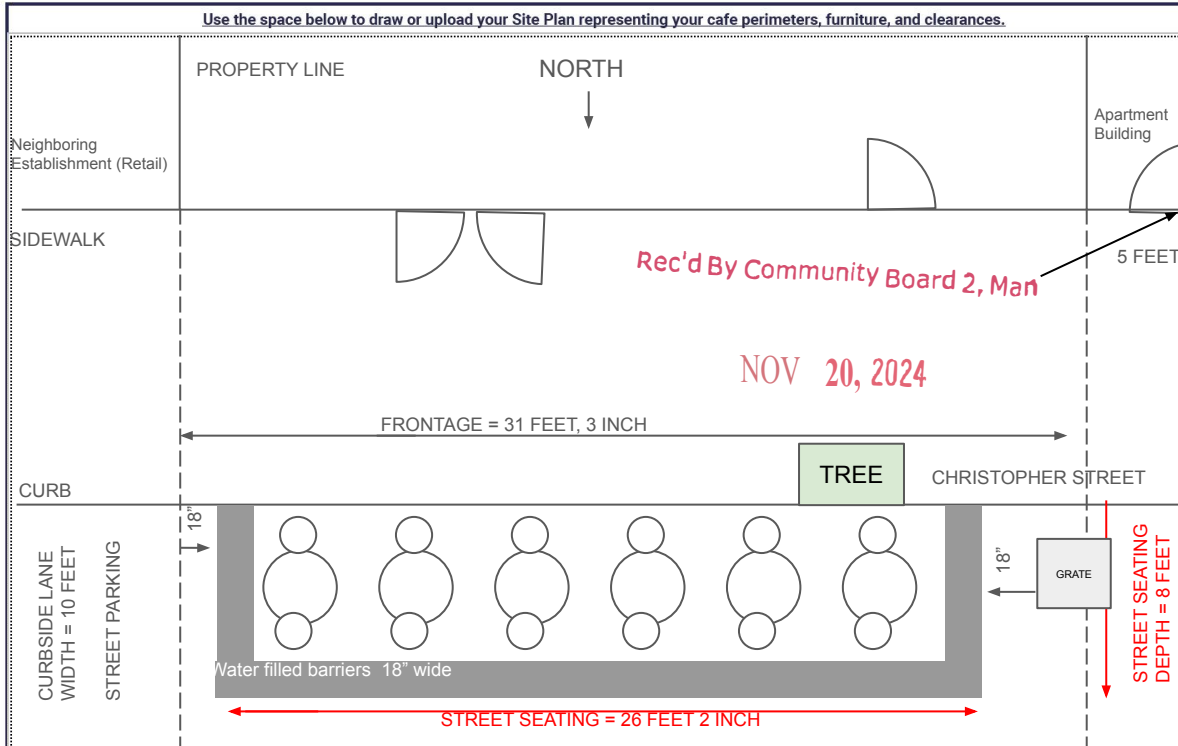 Use the space below to draw or upload your Site Plan representing your cafe perimeters, furniture, and clearances.
PROPERTY LINE
NORTH
Apartment
Building
Neighboring
Establishment (Retail)
SIDEWALK
5 FEET
Rec'd By Community Board 2, Man
NOV 20, 2024
FRONTAGE = 31 FEET, 3 INCH
TREE
CHRISTOPHER STREET
CURB
18"
CURBSIDE LANE
WIDTH = 10 FEET
STREET PARKING
18"
GRATE
STREET SEATING
DEPTH = 8 FEET
Water filled barriers 18" wide
STREET SEATING = 26 FEET 2 INCH